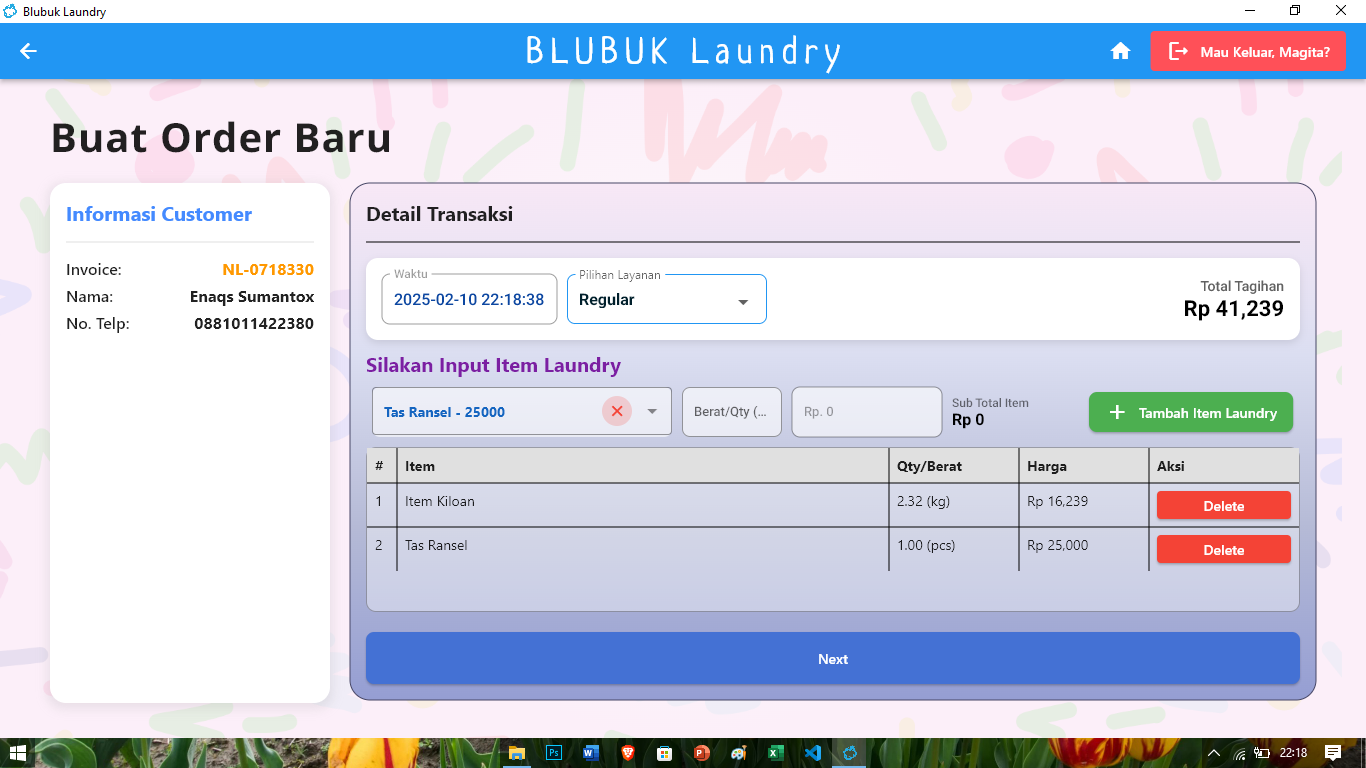 Blubuk Laundry
BLUBUK Laundry
Mau Keluar, Magita?
Buat Order Baru
Informasi Customer
Invoice: NL-0718330
Nama: Enaqs Sumantox
No. Telp: 0881011422380
Detail Transaksi
Waktu
2025-02-10 22:18:38
Pilihan Layanan
Regular
Total Tagihan
Rp 41,239
Silakan Input Item Laundry
Tas Ransel - 25000
Berat/Qty (...
Rp. 0
Sub Total Item
Rp 0
Tambah Item Laundry
# Item Qty/Berat Harga Aksi
1 Item Kiloan 2.32 (kg) Rp 16,239 Delete
2 Tas Ransel 1.00 (pcs) Rp 25,000 Delete
Next
22:18